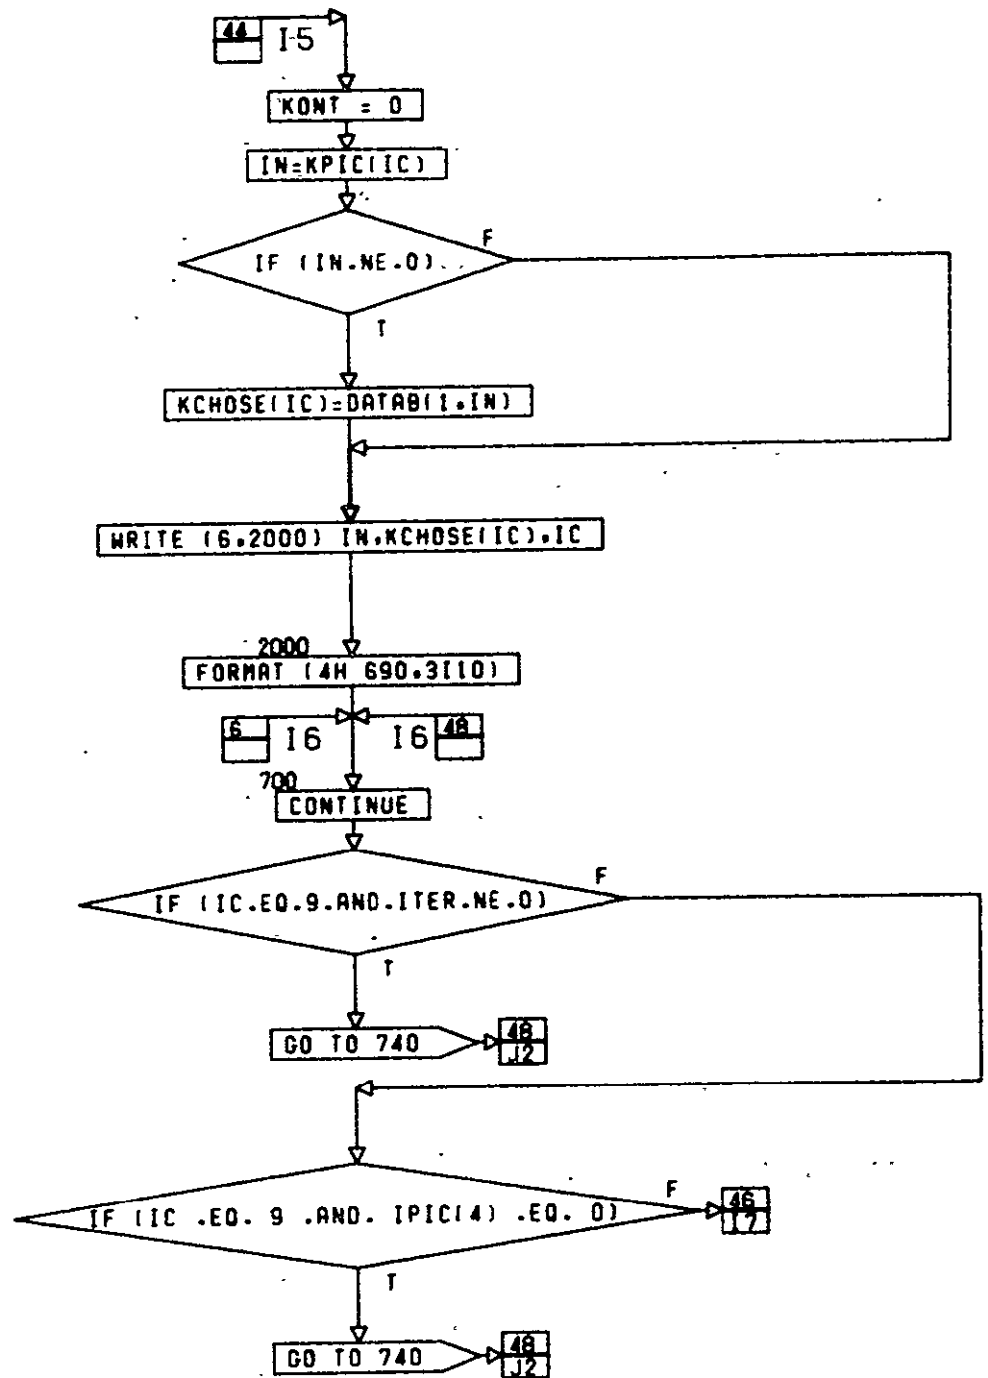 44 I-5
KONT = 0
IN=KPIC(IC)
F
IF (IN.NE.0)
T
KCHOSE(IC)=DATAB(1.IN)
WRITE (6.2000) IN.KCHOSE(IC).IC
2000
FORMAT (4H 690.3I10)
6 I6 I6 48
700
CONTINUE
F
IF (IC.EQ.9.AND.ITER.NE.0)
T
GO TO 740 48
J2
F
IF (IC .EQ. 9 .AND. IPIC(4) .EQ. 0) 46
I7
T
GO TO 740 48
J2